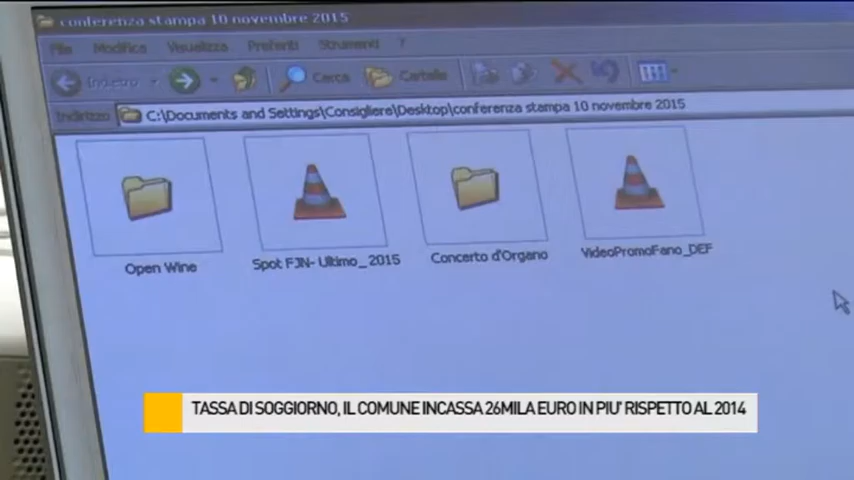 conferenza stampa 10 novembre 2015
File Modifica Visualizza Preferiti Strumenti ?
Indietro Cerca Cartelle
Indirizzo C:\Documents and Settings\Consigliere\Desktop\conferenza stampa 10 novembre 2015
Open Wine
Spot FJN- Ultimo_2015
Concerto d'Organo
VideoPromoFano_DEF
TASSA DI SOGGIORNO, IL COMUNE INCASSA 26MILA EURO IN PIU' RISPETTO AL 2014